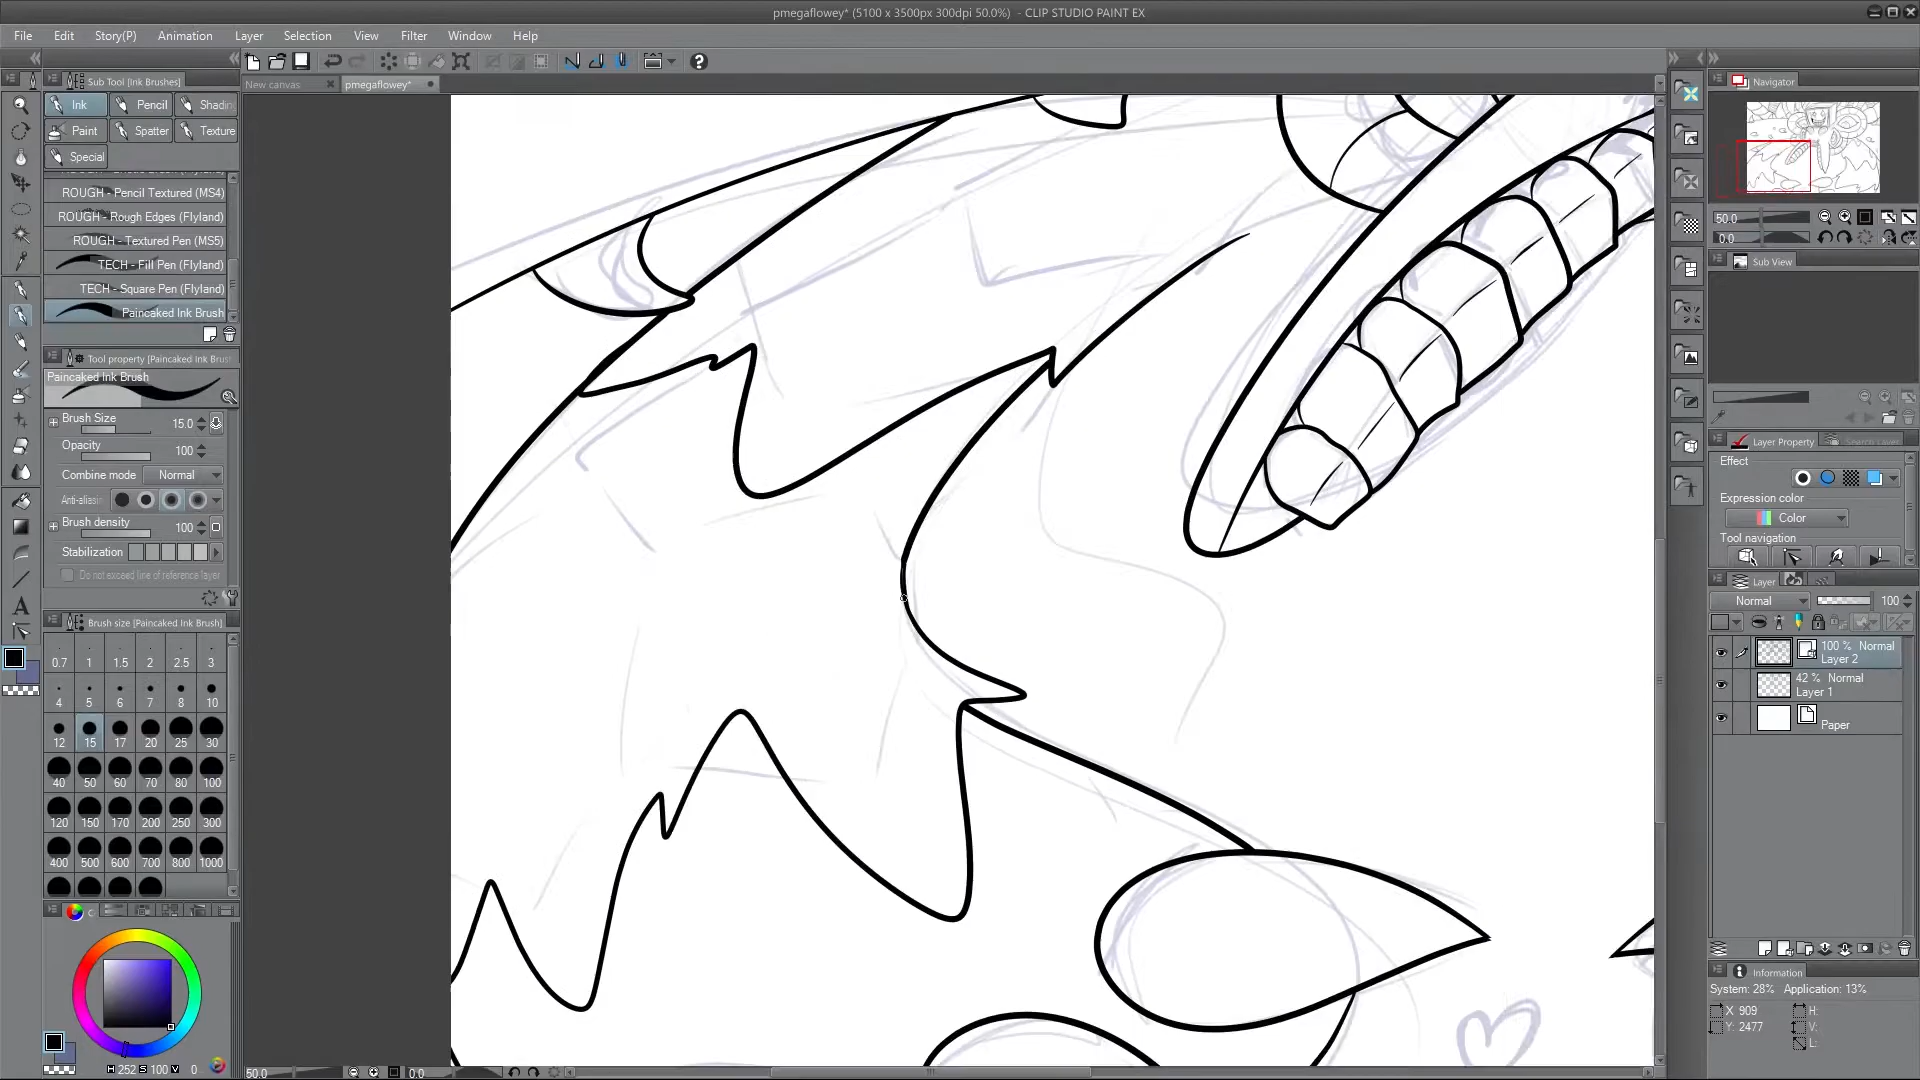 pmegaflowey* (5100 x 3500px 300dpi 50.0%) - CLIP STUDIO PAINT EX
File Edit Story(P) Animation Layer Selection View Filter Window Help
Sub Tool [Ink Brushes]
New canvas
pmegaflowey*
Navigator
Ink
Pencil
Shadin
Paint
Spatter
Texture
Special
ROUGH - Pencil Textured (MS4)
ROUGH - Rough Edges (Flyland)
ROUGH - Textured Pen (MS5)
TECH - Fill Pen (Flyland)
TECH - Square Pen (Flyland)
Paincaked Ink Brush
Tool property [Paincaked Ink Brus
Paincaked Ink Brush
Brush Size 15.0
Opacity 100
Combine mode Normal
Anti-aliasin
Brush density 100
Stabilization
Do not exceed line of reference layer
Brush size [Paincaked Ink Brush]
0.7 1 1.5 2 2.5 3
4 5 6 7 8 10
12 15 17 20 25 30
40 50 60 70 80 100
120 150 170 200 250 300
400 500 600 700 800 1000
H 252 S 100 V 0
50.0
0.0
50.0
0.0
Sub View
Layer Property
Search Layer
Effect
Expression color
Color
Tool navigation
Layer
Normal 100
100 % Normal
Layer 2
42 % Normal
Layer 1
Paper
Information
System: 28% Application: 13%
X 909 H:
Y: 2477 V:
L: